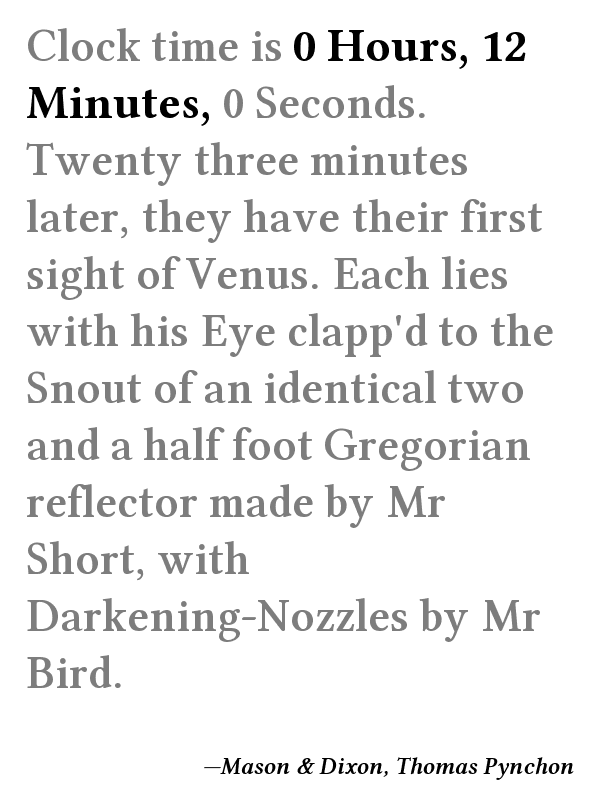 Clock time is 0 Hours, 12
Minutes, 0 Seconds.
Twenty three minutes
later, they have their first
sight of Venus. Each lies
with his Eye clapp'd to the
Snout of an identical two
and a half foot Gregorian
reflector made by Mr
Short, with
Darkening-Nozzles by Mr
Bird.
—Mason & Dixon, Thomas Pynchon